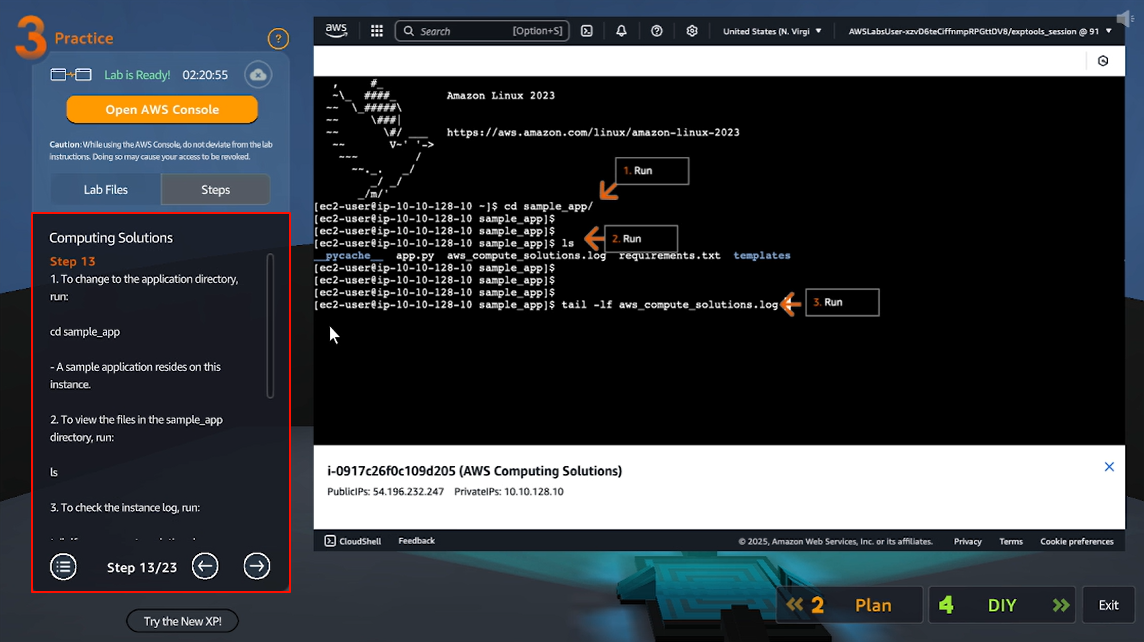 3 Practice
?
Lab is Ready! 02:20:55
Open AWS Console
Caution: While using the AWS Console, do not deviate from the lab
instructions. Doing so may cause your access to be revoked.
Lab Files Steps
Computing Solutions
Step 13
1. To change to the application directory,
run:
cd sample_app
- A sample application resides on this
instance.
2. To view the files in the sample_app
directory, run:
ls
3. To check the instance log, run:
Step 13/23
Try the New XP!
aws Search [Option+S] United States (N. Virgi AWSLabsUser-xzvD6teCiffnmpRPGttDV8/exptools_session @ 91
, #_
~\_ ####_ Amazon Linux 2023
~~ \_#####\
~~ \###|
~~ \#/ ___ https://aws.amazon.com/linux/amazon-linux-2023
~~ V~' '->
~~~ /
~~._. _/
_/ _/
_/m/'
1. Run
[ec2-user@ip-10-10-128-10 ~]$ cd sample_app/
[ec2-user@ip-10-10-128-10 sample_app]$
[ec2-user@ip-10-10-128-10 sample_app]$
[ec2-user@ip-10-10-128-10 sample_app]$ ls
2. Run
__pycache__ app.py aws_compute_solutions.log requirements.txt templates
[ec2-user@ip-10-10-128-10 sample_app]$
[ec2-user@ip-10-10-128-10 sample_app]$
[ec2-user@ip-10-10-128-10 sample_app]$
[ec2-user@ip-10-10-128-10 sample_app]$ tail -lf aws_compute_solutions.log
3. Run
i-0917c26f0c109d205 (AWS Computing Solutions)
PublicIPs: 54.196.232.247 PrivateIPs: 10.10.128.10
CloudShell Feedback © 2025, Amazon Web Services, Inc. or its affiliates. Privacy Terms Cookie preferences
2 Plan 4 DIY Exit